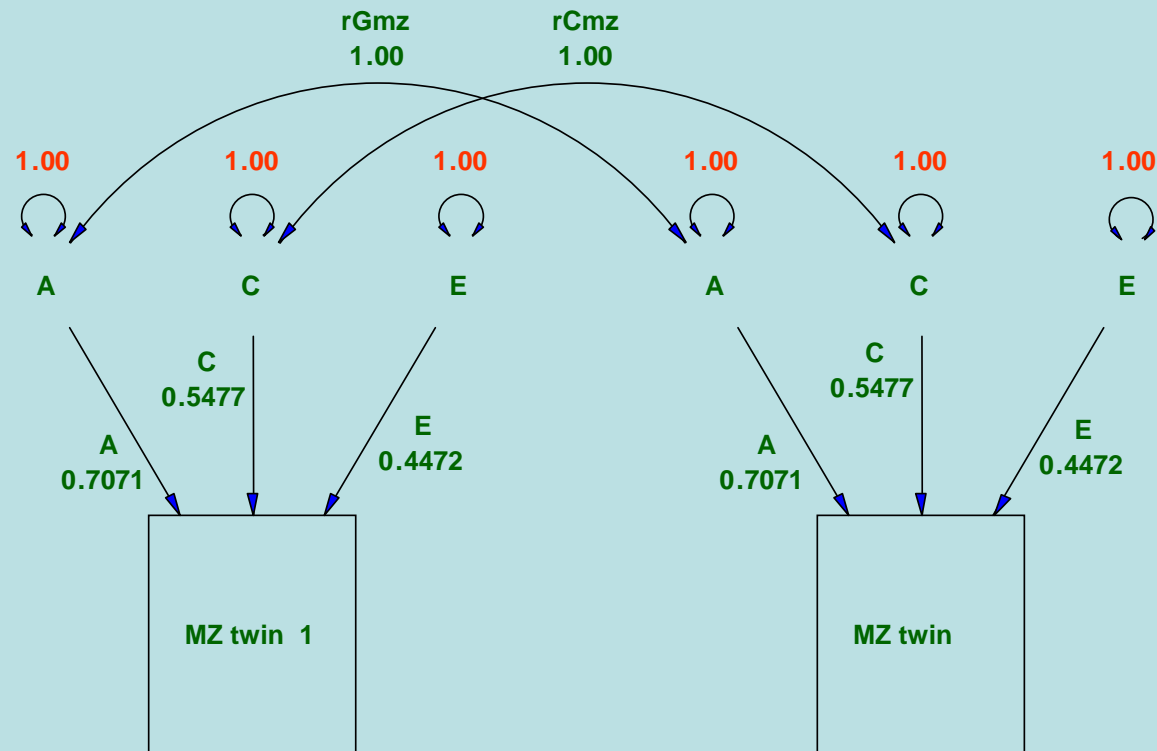 rGmz rCmz
1.00 1.00
1.00 1.00 1.00 1.00 1.00 1.00
A C E A C E
C C
0.5477 0.5477
E E
0.4472 0.4472
A A
0.7071 0.7071
MZ twin 1 MZ twin